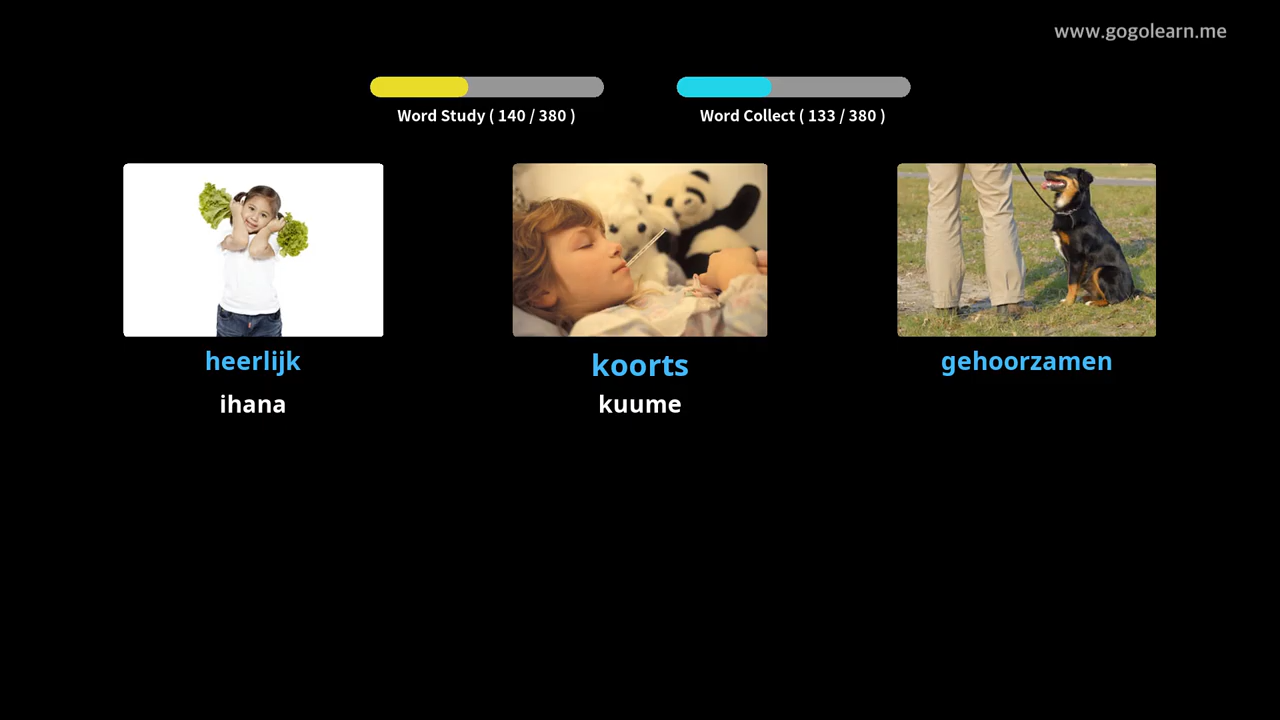 www.gogolearn.me
Word Study ( 140 / 380 )
Word Collect ( 133 / 380 )
heerlijk
koorts
gehoorzamen
ihana
kuume